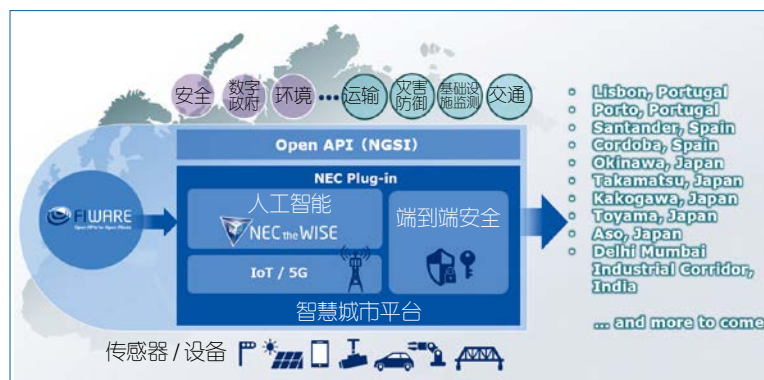 安全
数字
政府
环境
...
运输
灾害
防御
基础设
施监测
交通
Open API (NGSI)
NEC Plug-in
人工智能
NEC the WISE
端到端安全
IoT / 5G
智慧城市平台
FIWARE
Open APIs for Open Minds
传感器 / 设备
Lisbon, Portugal
Porto, Portugal
Santander, Spain
Cordoba, Spain
Okinawa, Japan
Takamatsu, Japan
Kakogawa, Japan
Toyama, Japan
Aso, Japan
Delhi Mumbai
Industrial Corridor,
India
... and more to come